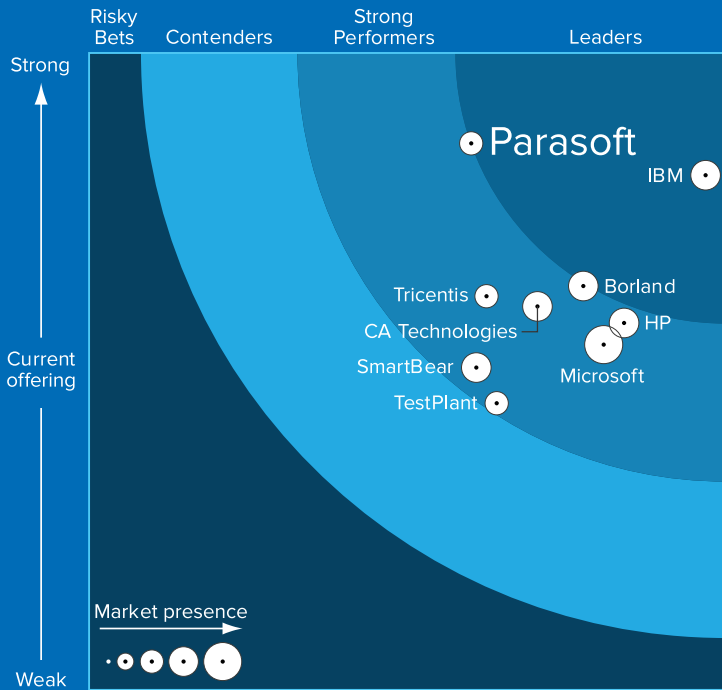 Risky
Bets
Contenders
Strong
Performers
Leaders
Strong
Parasoft
IBM
Borland
Tricentis
HP
CA Technologies
Current
offering
SmartBear
Microsoft
TestPlant
Market presence
Weak